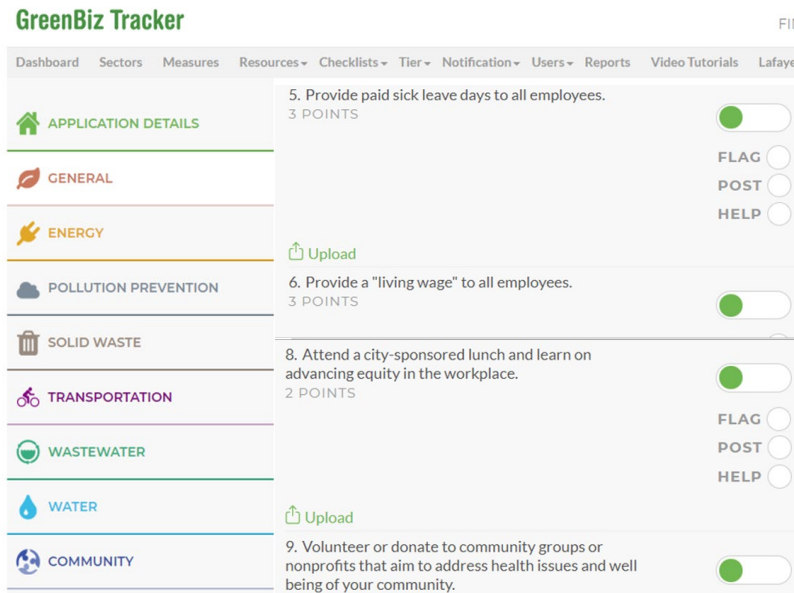 GreenBiz Tracker
Dashboard Sectors Measures Resources Checklists Tier Notification Users Reports Video Tutorials
APPLICATION DETAILS
GENERAL
ENERGY
POLLUTION PREVENTION
SOLID WASTE
TRANSPORTATION
WASTEWATER
WATER
COMMUNITY
5. Provide paid sick leave days to all employees.
3 POINTS
FLAG
POST
HELP
Upload
6. Provide a "living wage" to all employees.
3 POINTS
8. Attend a city-sponsored lunch and learn on
advancing equity in the workplace.
2 POINTS
FLAG
POST
HELP
Upload
9. Volunteer or donate to community groups or
nonprofits that aim to address health issues and well
being of your community.